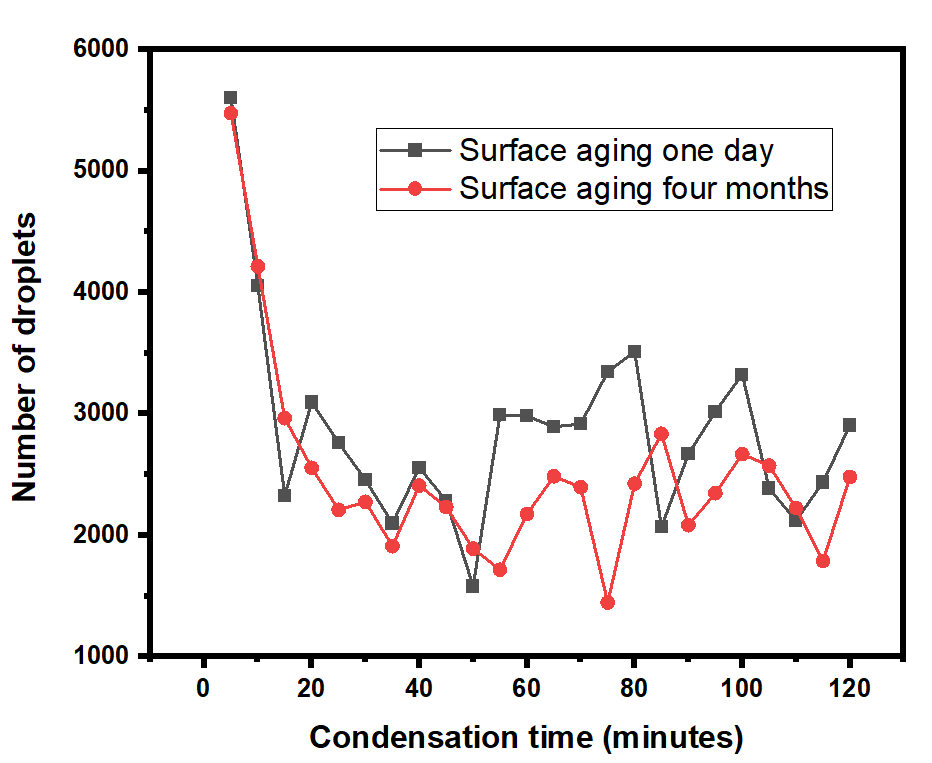 6000
5000
4000
3000
2000
1000
Number of droplets
Surface aging one day
Surface aging four months
0 20 40 60 80 100 120
Condensation time (minutes)